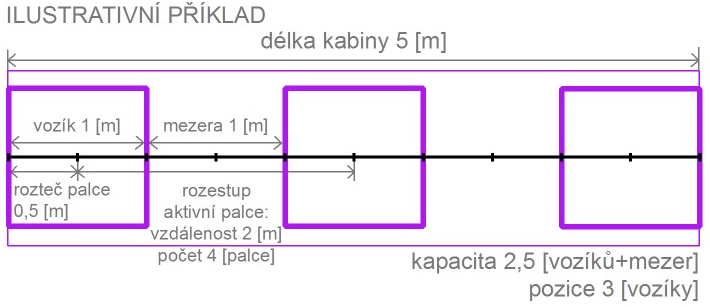 ILUSTRATIVNÍ PŘÍKLAD
délka kabiny 5 [m]
vozík 1 [m]
mezera 1 [m]
rozteč palce
0,5 [m]
rozestup
aktivní palce:
vzdálenost 2 [m]
počet 4 [palce]
kapacita 2,5 [vozíků+mezer]
pozice 3 [vozíky]